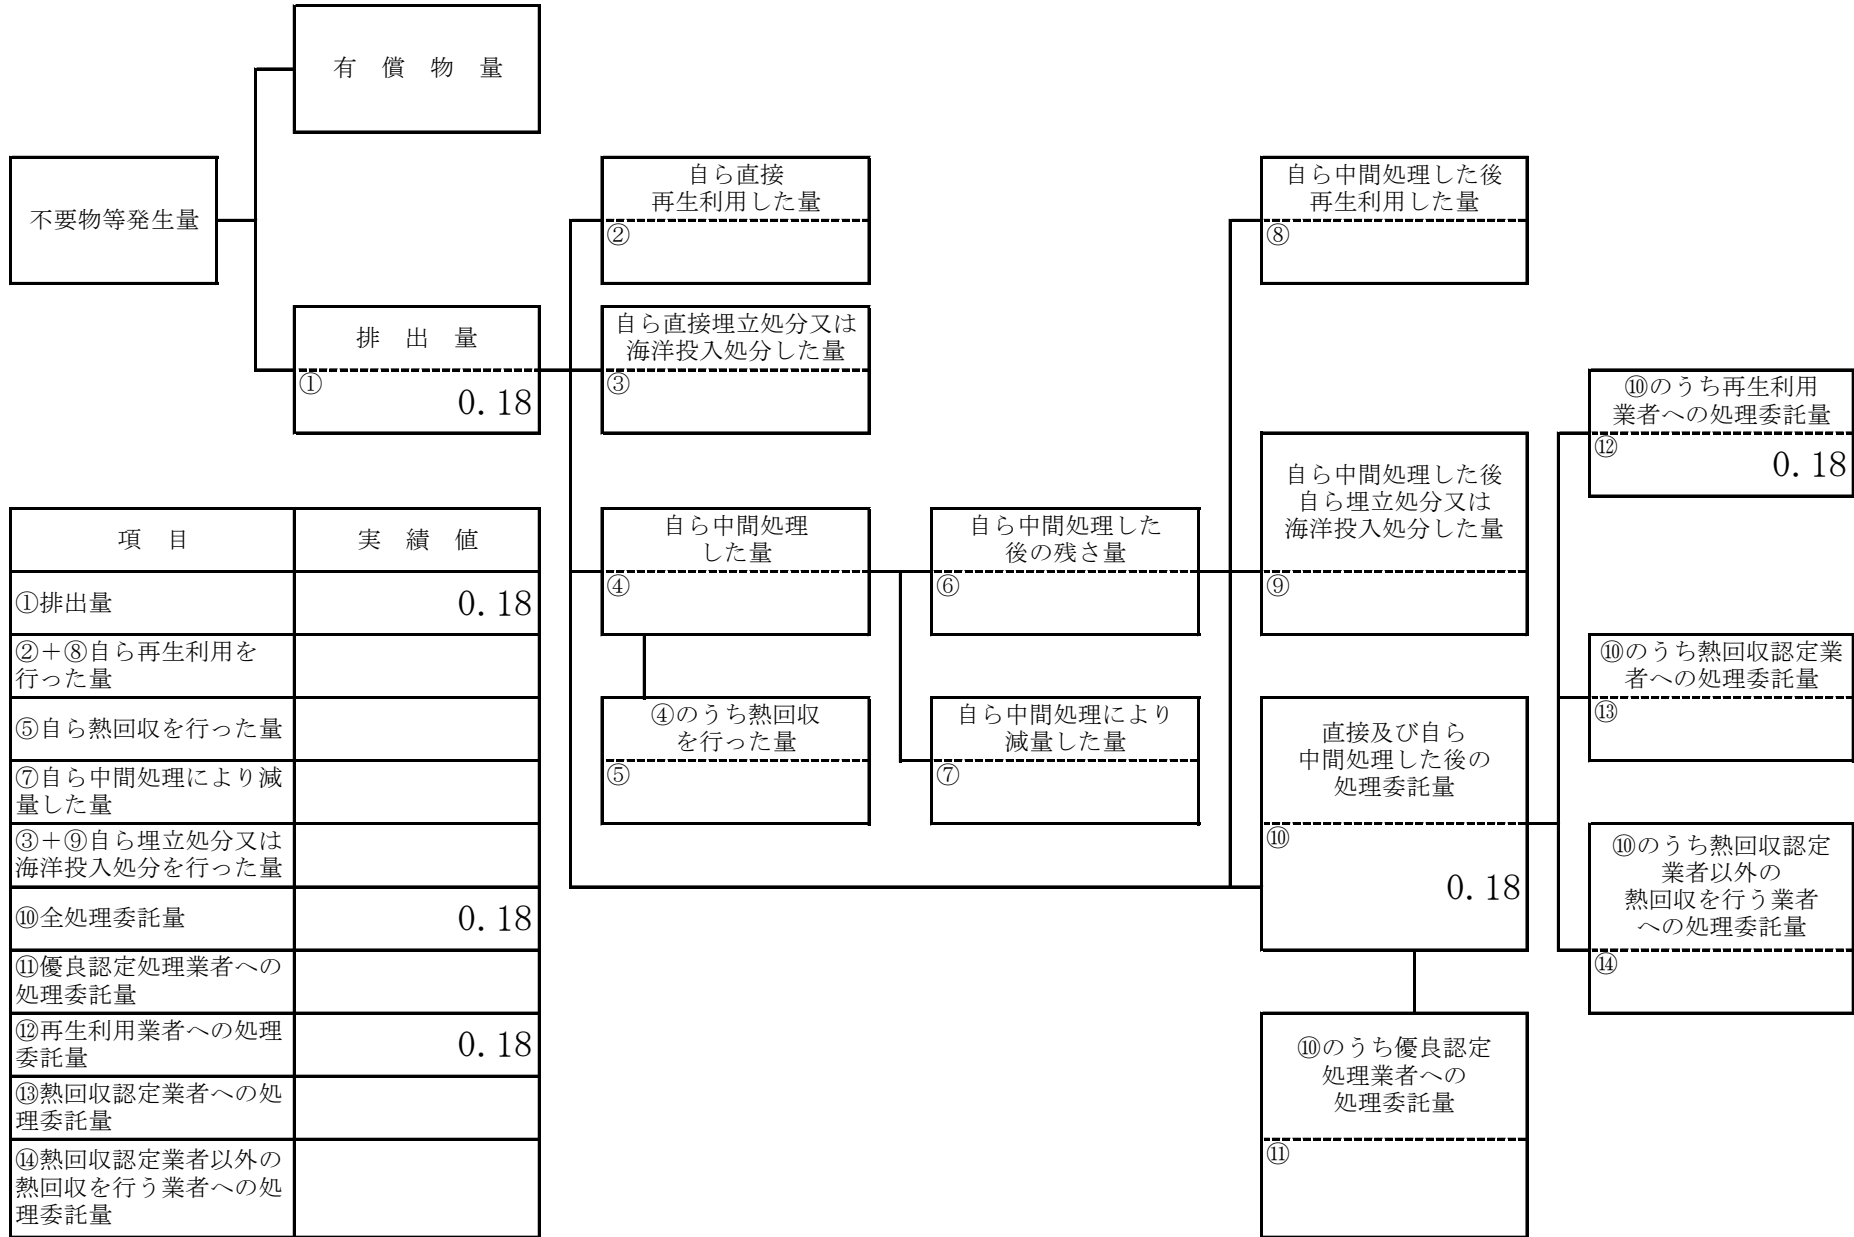 有 償 物 量
不要物等発生量
排 出 量
①
0.18
自ら直接
再生利用した量
②
自ら直接埋立処分又は
海洋投入処分した量
③
自ら中間処理
した量
④
④のうち熱回収
を行った量
⑤
自ら中間処理した
後の残さ量
⑥
自ら中間処理により
減量した量
⑦
自ら中間処理した後
再生利用した量
⑧
自ら中間処理した後
自ら埋立処分又は
海洋投入処分した量
⑨
直接及び自ら
中間処理した後の
処理委託量
⑩
0.18
⑩のうち優良認定
処理業者への
処理委託量
⑪
⑩のうち再生利用
業者への処理委託量
⑫
0.18
⑩のうち熱回収認定業
者への処理委託量
⑬
⑩のうち熱回収認定
業者以外の
熱回収を行う業者
への処理委託量
⑭
項 目 実 績 値
①排出量 0.18
②+⑧自ら再生利用を
行った量
⑤自ら熱回収を行った量
⑦自ら中間処理により減
量した量
③+⑨自ら埋立処分又は
海洋投入処分を行った量
⑩全処理委託量 0.18
⑪優良認定処理業者への
処理委託量
⑫再生利用業者への処理
委託量 0.18
⑬熱回収認定業者への処
理委託量
⑭熱回収認定業者以外の
熱回収を行う業者への処
理委託量